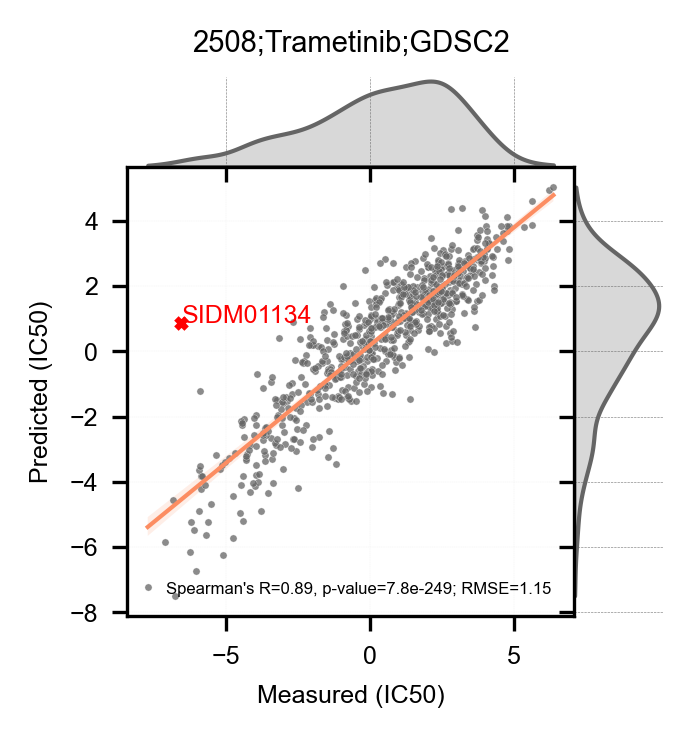 2508;Trametinib;GDSC2
4
2
0
−2
−4
−6
−8
Predicted (IC50)
SIDM01134
Spearman's R=0.89, p-value=7.8e-249; RMSE=1.15
−5
0
5
Measured (IC50)